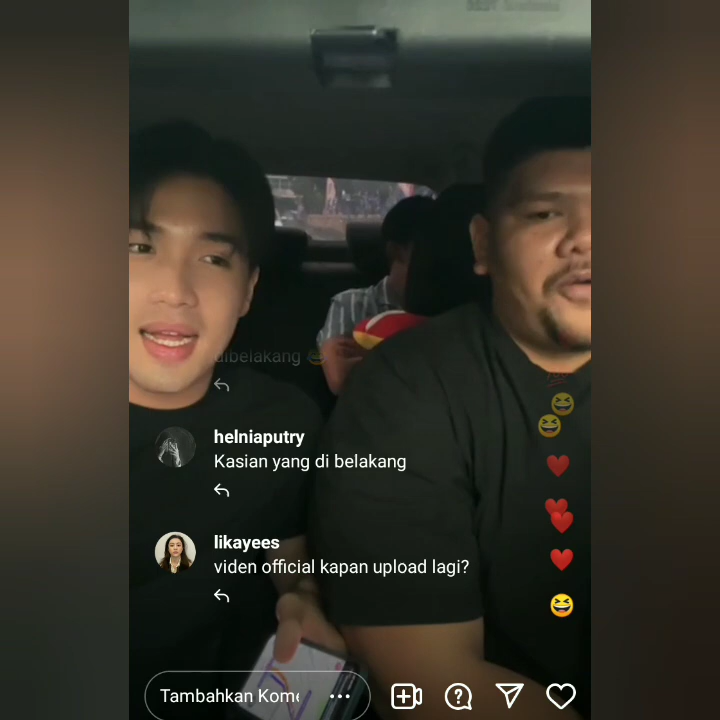 dibelakang 😂
helniaputry
Kasian yang di belakang
likayees
viden official kapan upload lagi?
Tambahkan Kome